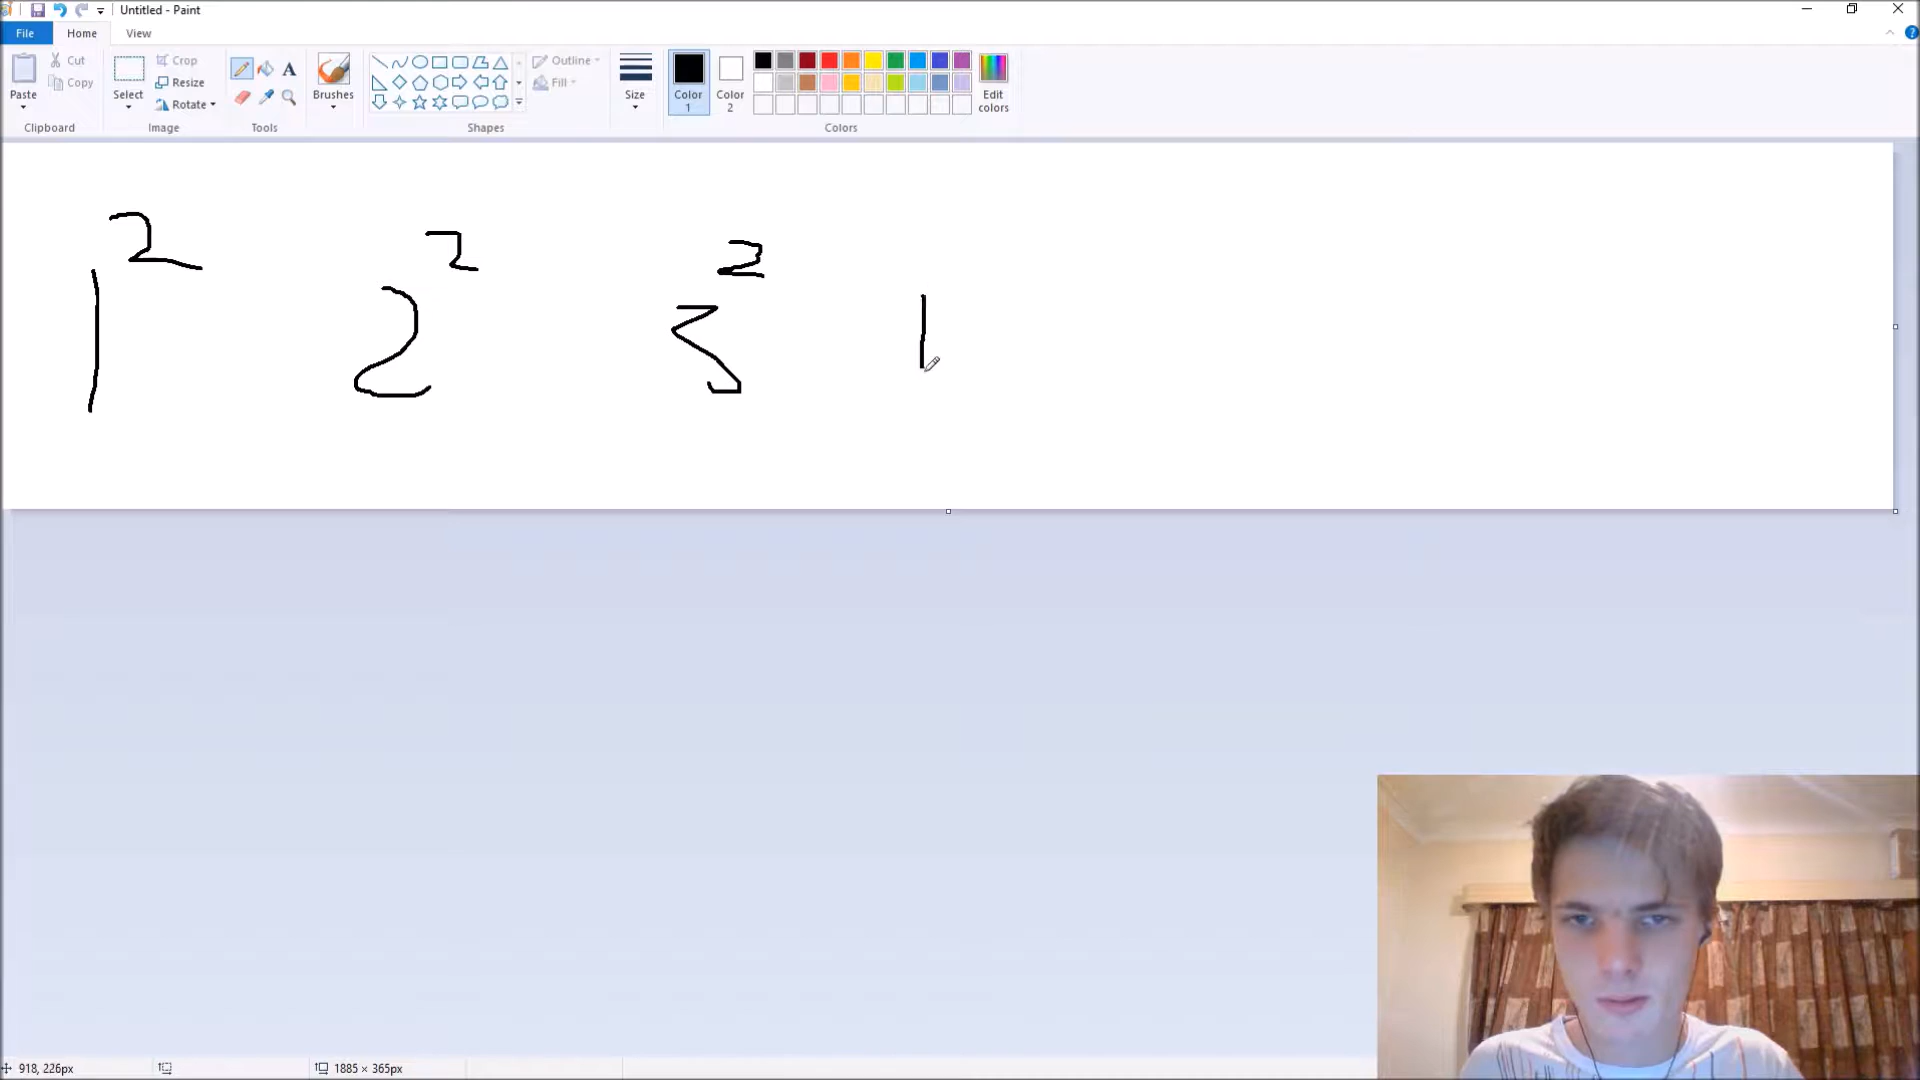 Untitled - Paint
File Home View
Paste
Cut
Copy
Clipboard
Select
Crop
Resize
Rotate
Image
Tools
Brushes
Shapes
Outline
Fill
Size
Color 1
Color 2
Edit colors
Colors
1² 2² 3² 1
918, 226px 1885 × 365px